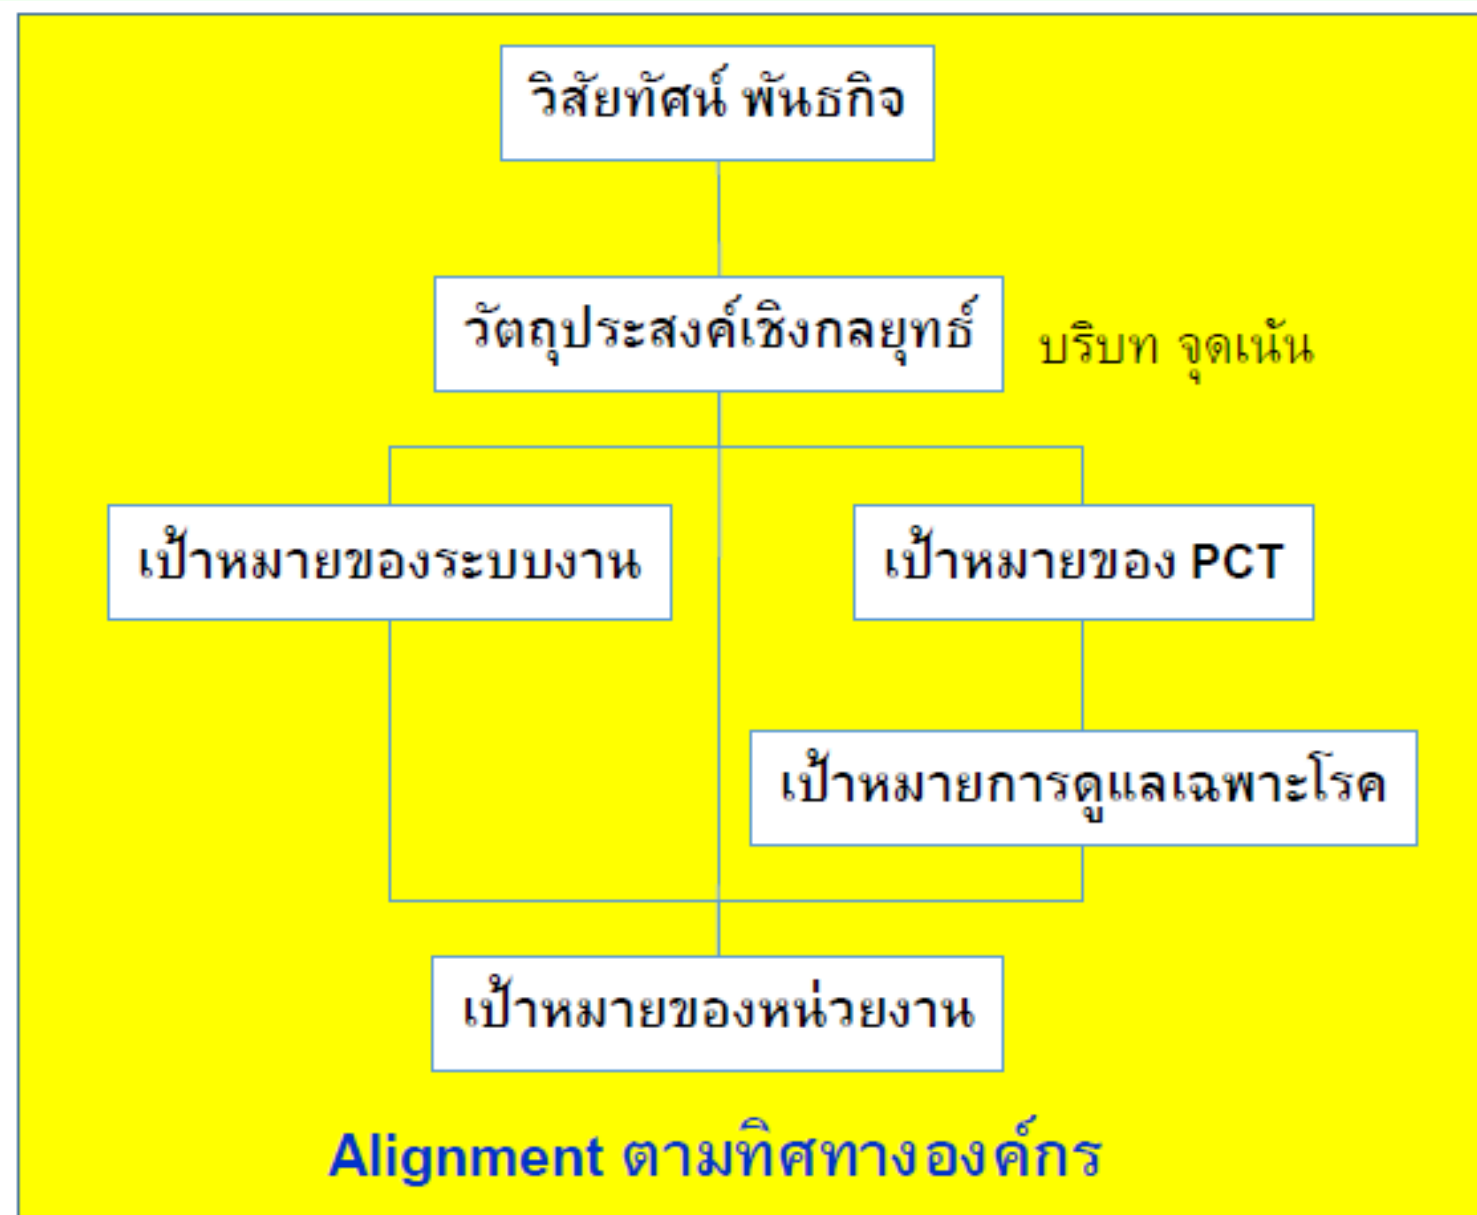 วิสัยทัศน์ พันธกิจ
วัตถุประสงค์เชิงกลยุทธ์
บริบท จุดเน้น
เป้าหมายของระบบงาน
เป้าหมายของ PCT
เป้าหมายการดูแลเฉพาะโรค
เป้าหมายของหน่วยงาน
Alignment ตามทิศทางองค์กร